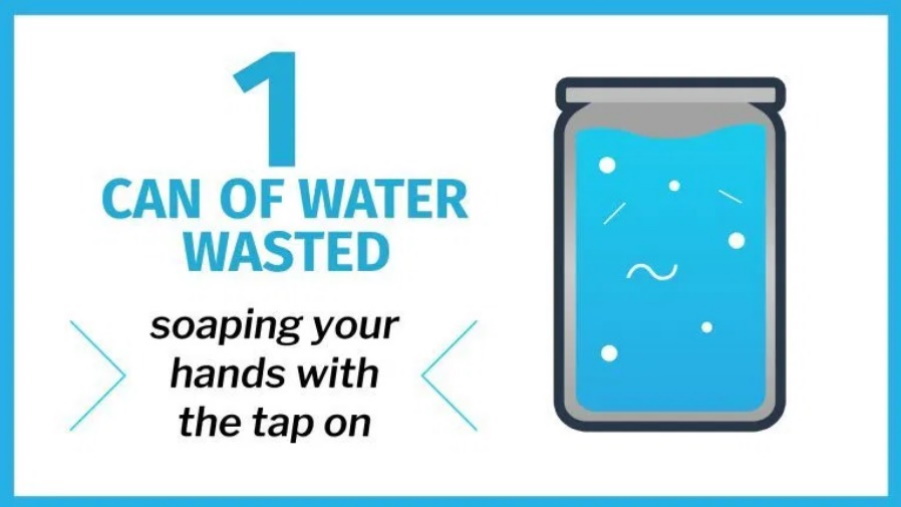 1
CAN OF WATER
WASTED
soaping your
hands with
the tap on